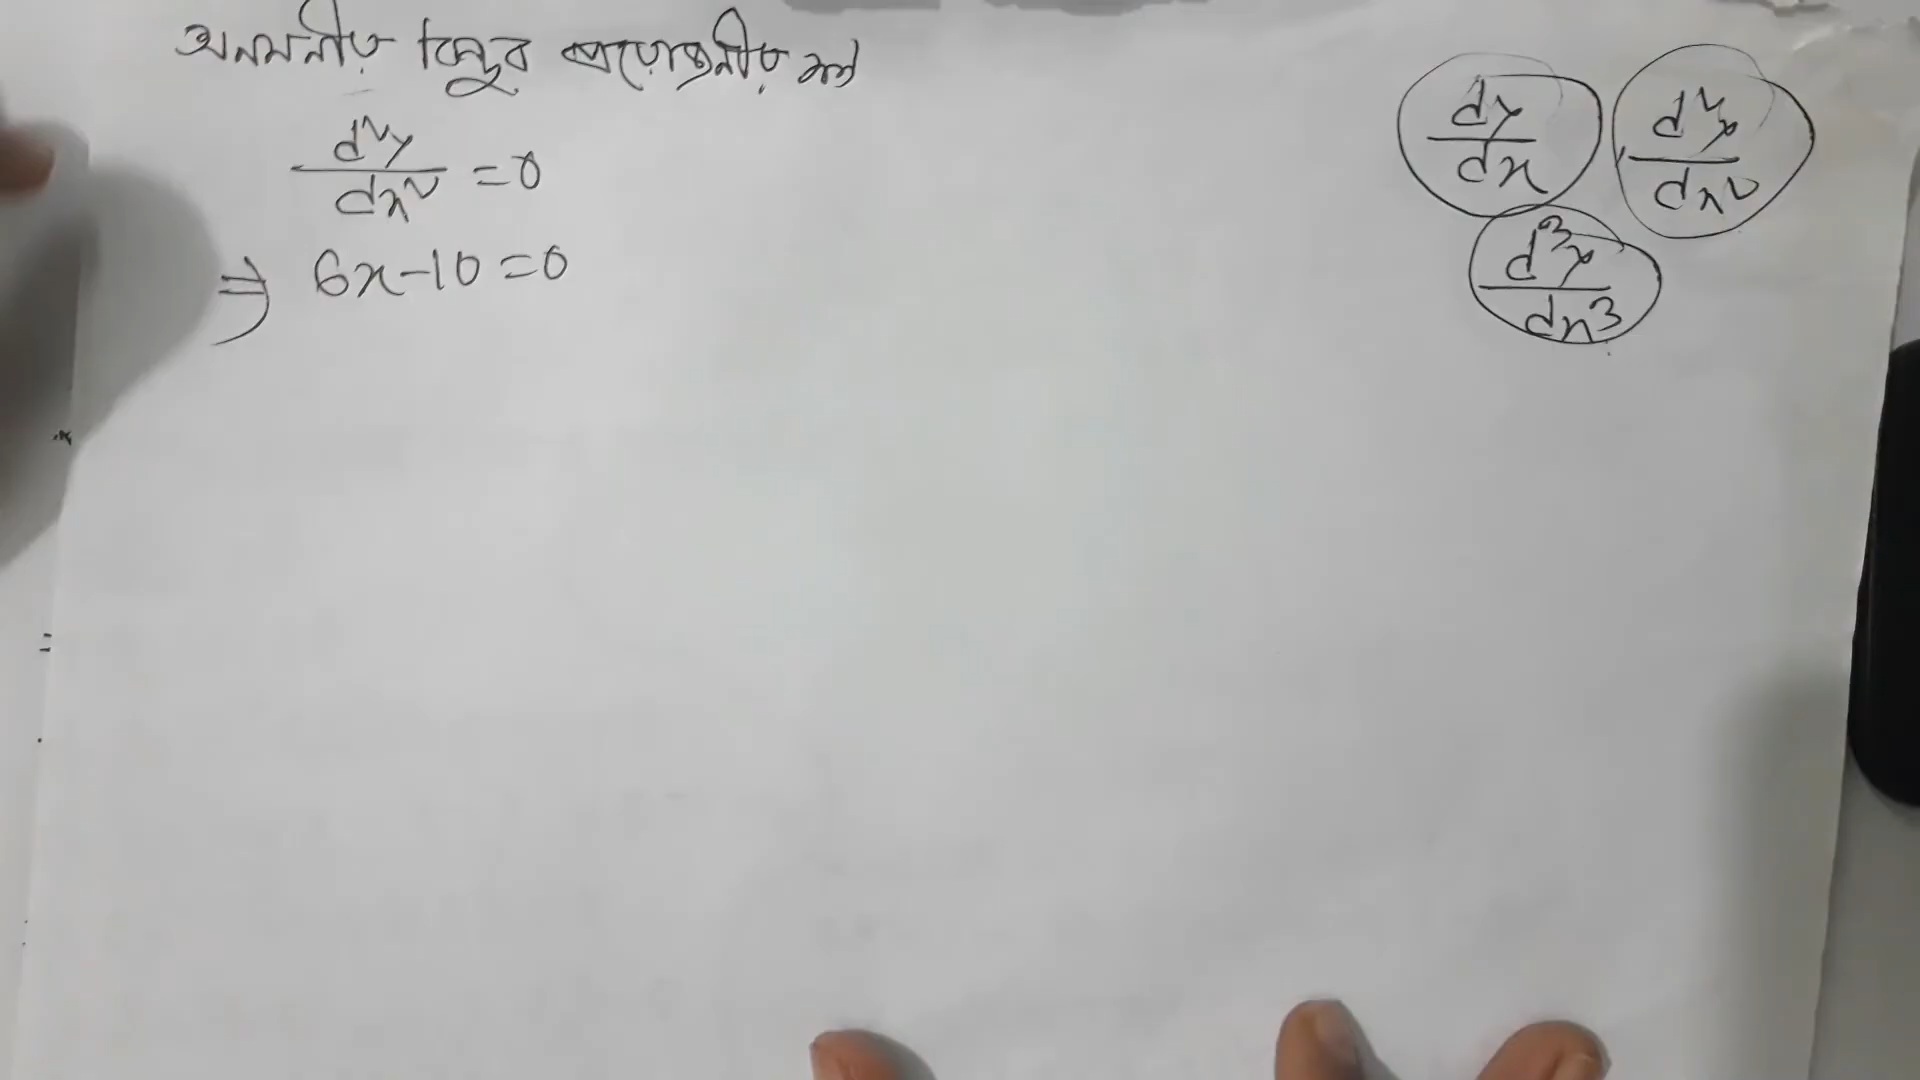 অনমনীয় বিন্দুর প্রয়োজনীয় শর্ত
d²y/dx² = 0
⇒ 6x-10 = 0
dy/dx
d²y/dx²
d³y/dx³